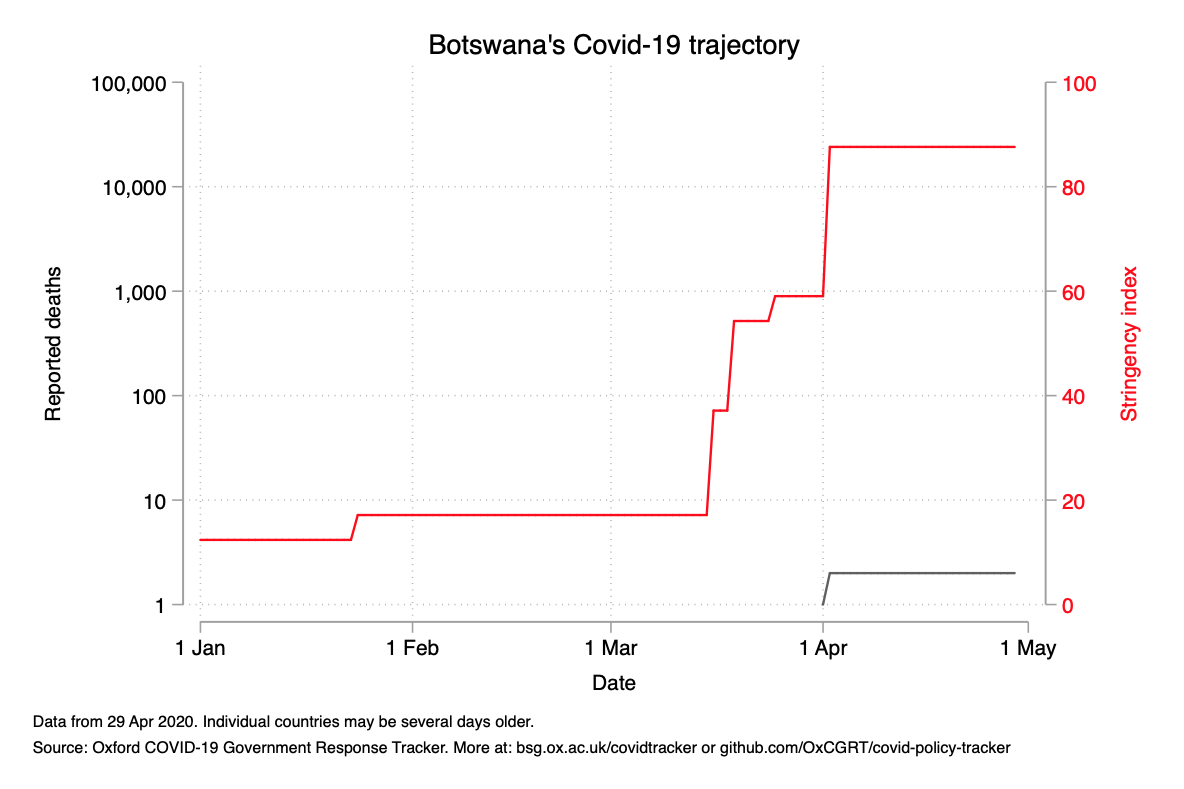 Botswana's Covid-19 trajectory
100,000
10,000
1,000
100
10
1
Reported deaths
100
80
60
40
20
0
Stringency index
1 Jan
1 Feb
1 Mar
1 Apr
1 May
Date
Data from 29 Apr 2020. Individual countries may be several days older.
Source: Oxford COVID-19 Government Response Tracker. More at: bsg.ox.ac.uk/covidtracker or github.com/OxCGRT/covid-policy-tracker